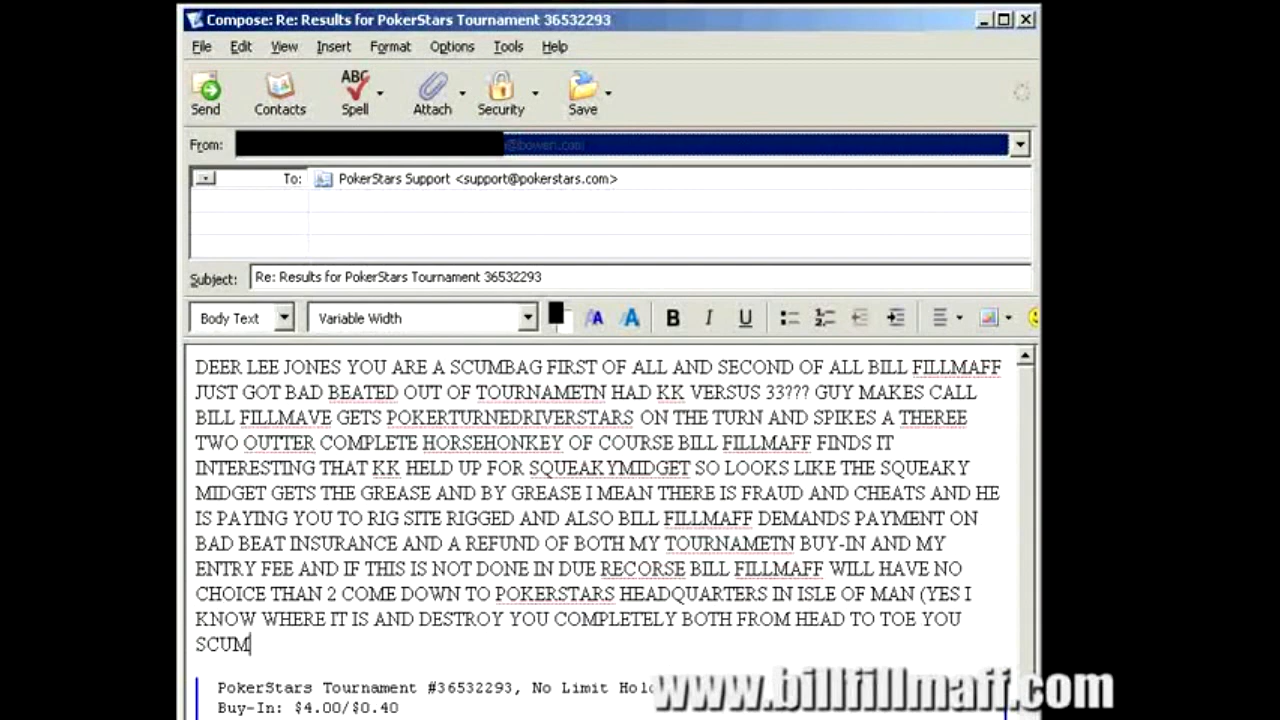 Compose: Re: Results for PokerStars Tournament 36532293
File Edit View Insert Format Options Tools Help
ABC
Send Contacts Spell Attach Security Save
From: @bowen.com
To: PokerStars Support <support@pokerstars.com>
Subject: Re: Results for PokerStars Tournament 36532293
Body Text Variable Width A A B I U
DEER LEE JONES YOU ARE A SCUMBAG FIRST OF ALL AND SECOND OF ALL BILL FILLMAFF
JUST GOT BAD BEATED OUT OF TOURNAMETN HAD KK VERSUS 33??? GUY MAKES CALL
BILL FILLMAVE GETS POKERTURNEDRIVERSTARS ON THE TURN AND SPIKES A THEREE
TWO OUTTER COMPLETE HORSEHONKEY OF COURSE BILL FILLMAFF FINDS IT
INTERESTING THAT KK HELD UP FOR SQUEAKYMIDGET SO LOOKS LIKE THE SQUEAKY
MIDGET GETS THE GREASE AND BY GREASE I MEAN THERE IS FRAUD AND CHEATS AND HE
IS PAYING YOU TO RIG SITE RIGGED AND ALSO BILL FILLMAFF DEMANDS PAYMENT ON
BAD BEAT INSURANCE AND A REFUND OF BOTH MY TOURNAMETN BUY-IN AND MY
ENTRY FEE AND IF THIS IS NOT DONE IN DUE RECORSE BILL FILLMAFF WILL HAVE NO
CHOICE THAN 2 COME DOWN TO POKERSTARS HEADQUARTERS IN ISLE OF MAN (YES I
KNOW WHERE IT IS AND DESTROY YOU COMPLETELY BOTH FROM HEAD TO TOE YOU
SCUM
PokerStars Tournament #36532293, No Limit Hol
Buy-In: $4.00/$0.40
www.billfillmaff.com